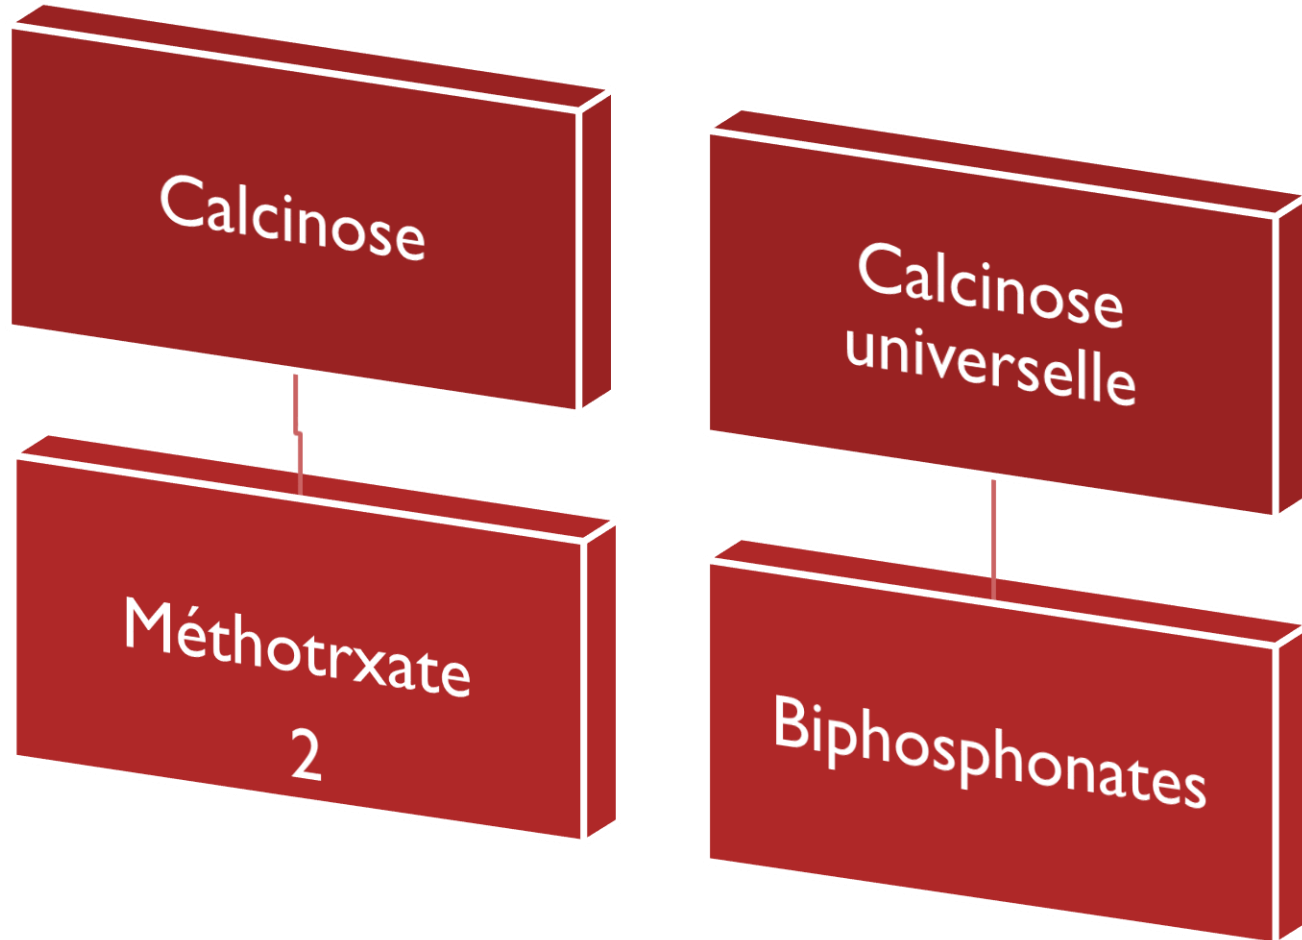 Calcinose
Méthotrxate
2
Calcinose
universelle
Biphosphonates